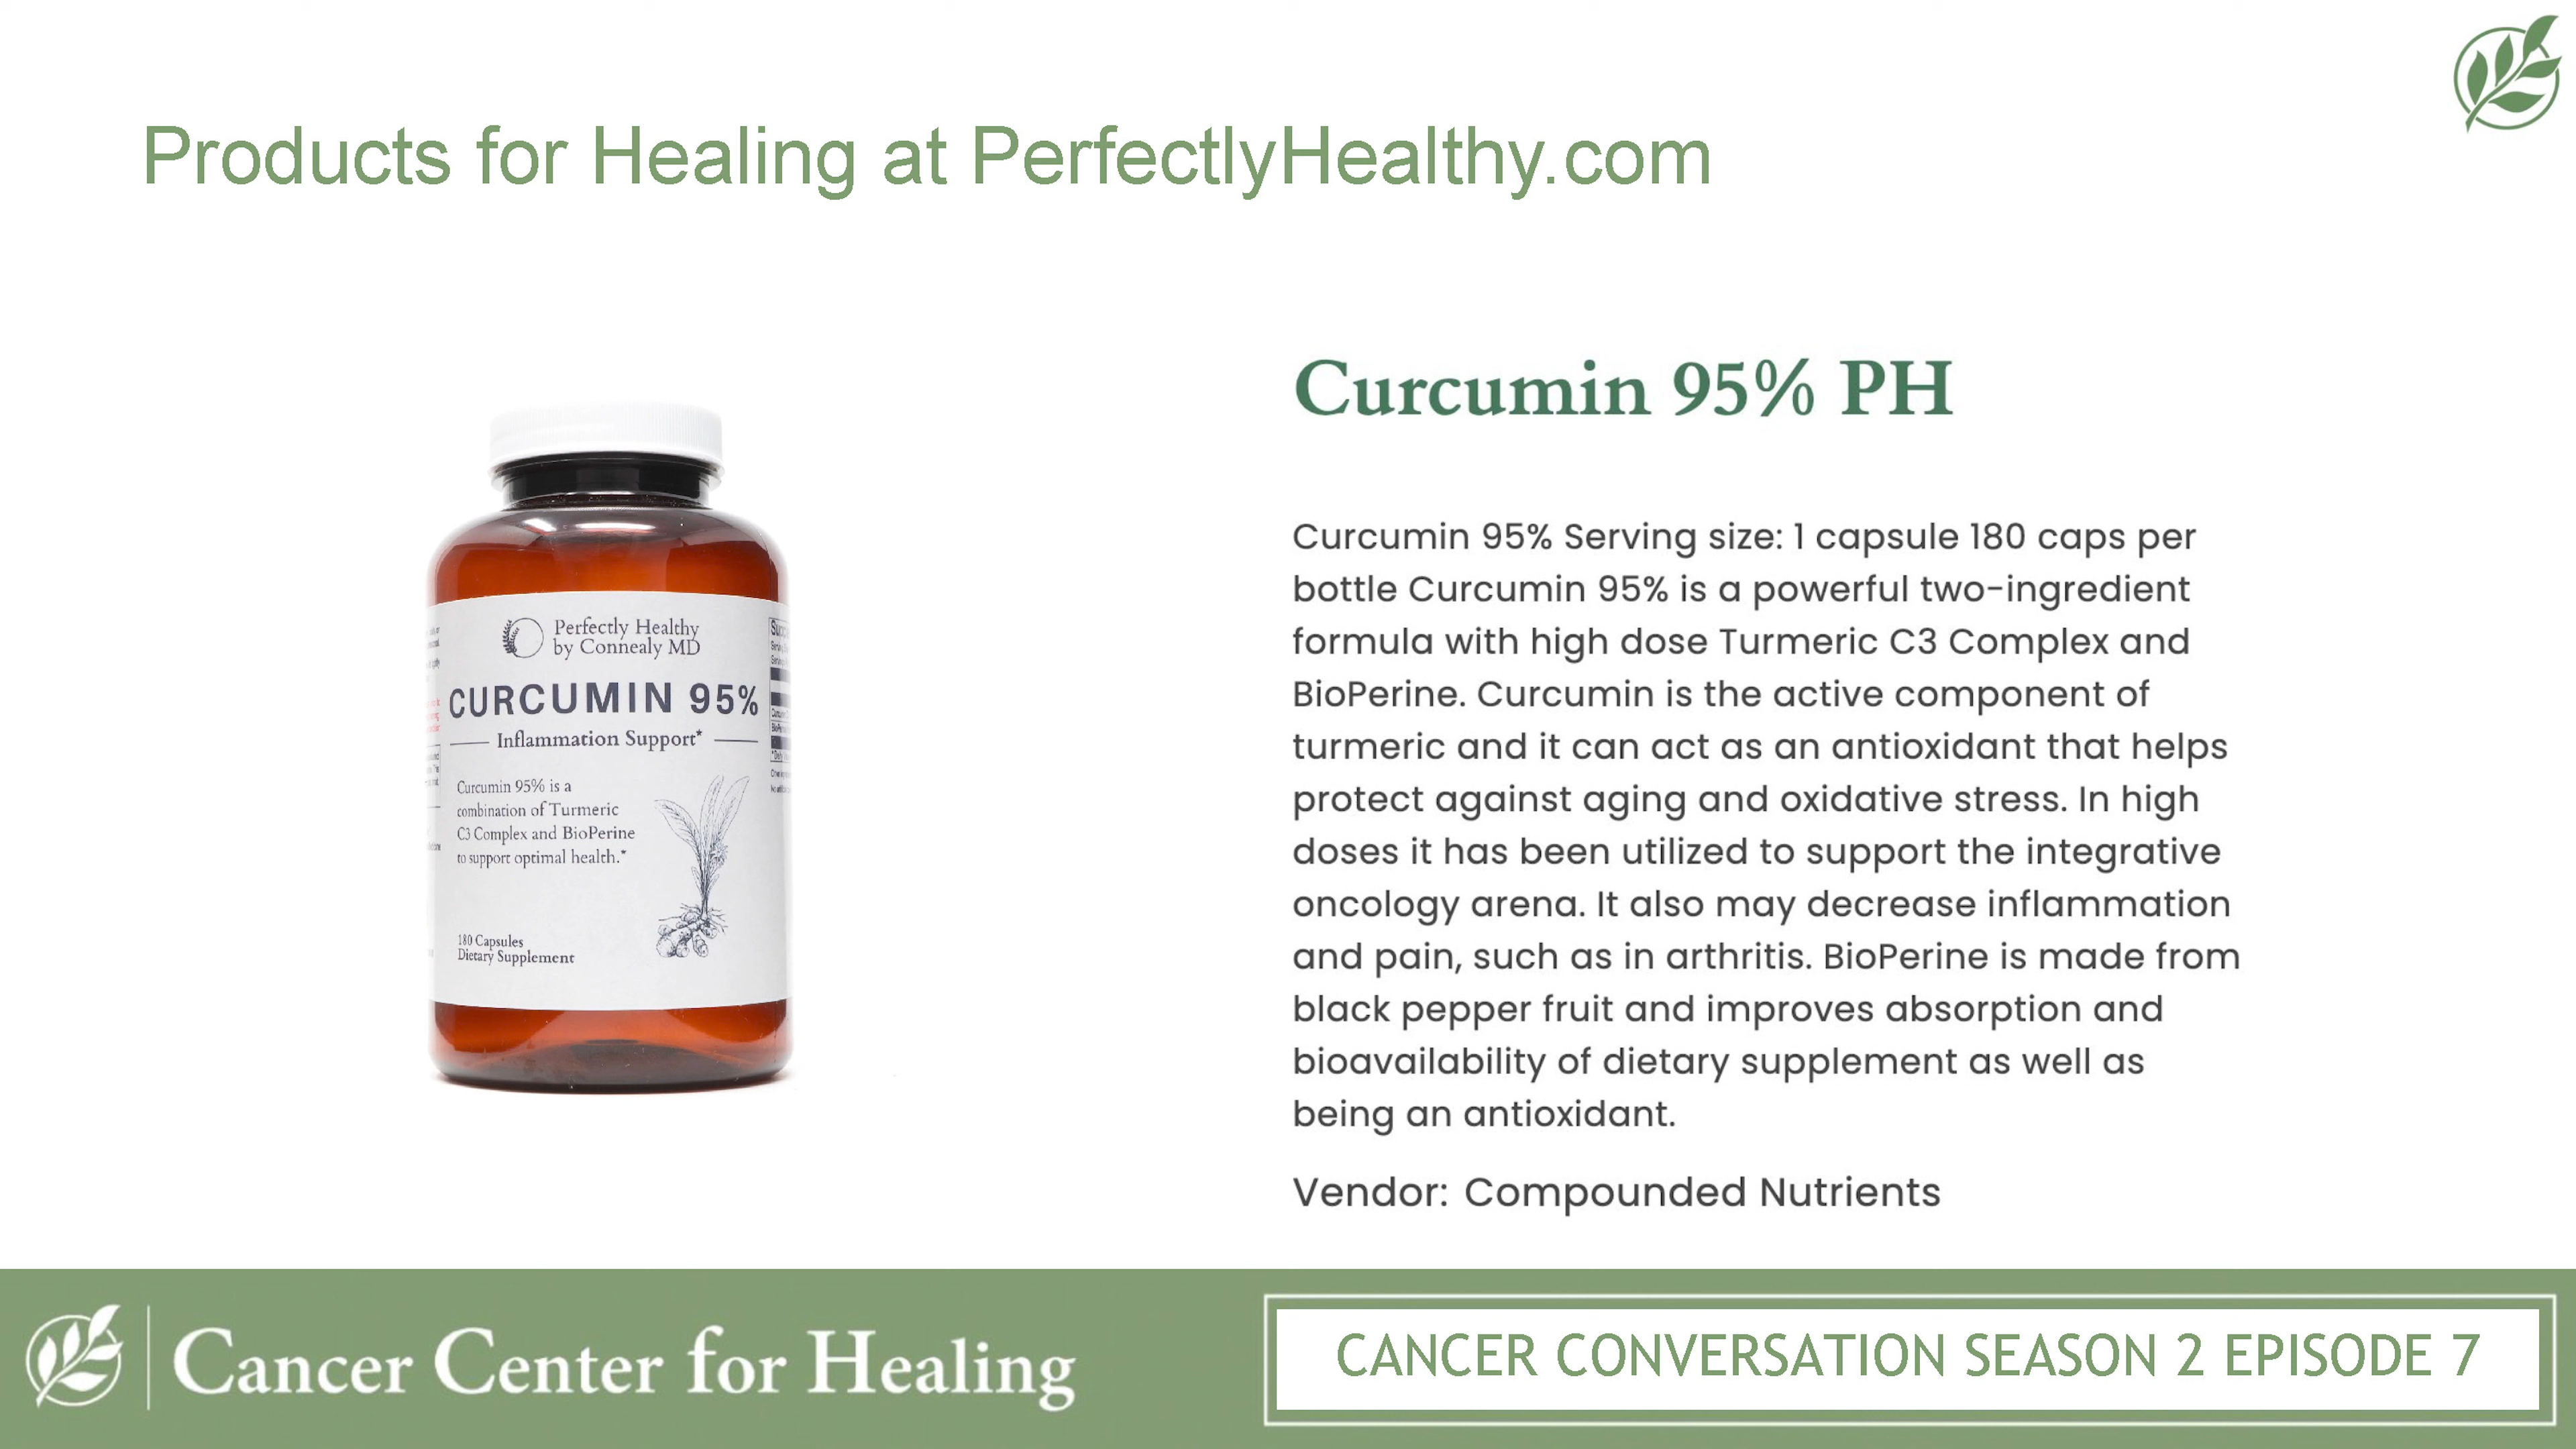 Products for Healing at PerfectlyHealthy.com
Perfectly Healthy
by Connealy MD
CURCUMIN 95%
Inflammation Support*
Curcumin 95% is a
combination of Turmeric
C3 Complex and BioPerine
to support optimal health.*
180 Capsules
Dietary Supplement
Curcumin 95% PH
Curcumin 95% Serving size: 1 capsule 180 caps per
bottle Curcumin 95% is a powerful two-ingredient
formula with high dose Turmeric C3 Complex and
BioPerine. Curcumin is the active component of
turmeric and it can act as an antioxidant that helps
protect against aging and oxidative stress. In high
doses it has been utilized to support the integrative
oncology arena. It also may decrease inflammation
and pain, such as in arthritis. BioPerine is made from
black pepper fruit and improves absorption and
bioavailability of dietary supplement as well as
being an antioxidant.
Vendor: Compounded Nutrients
Cancer Center for Healing
CANCER CONVERSATION SEASON 2 EPISODE 7